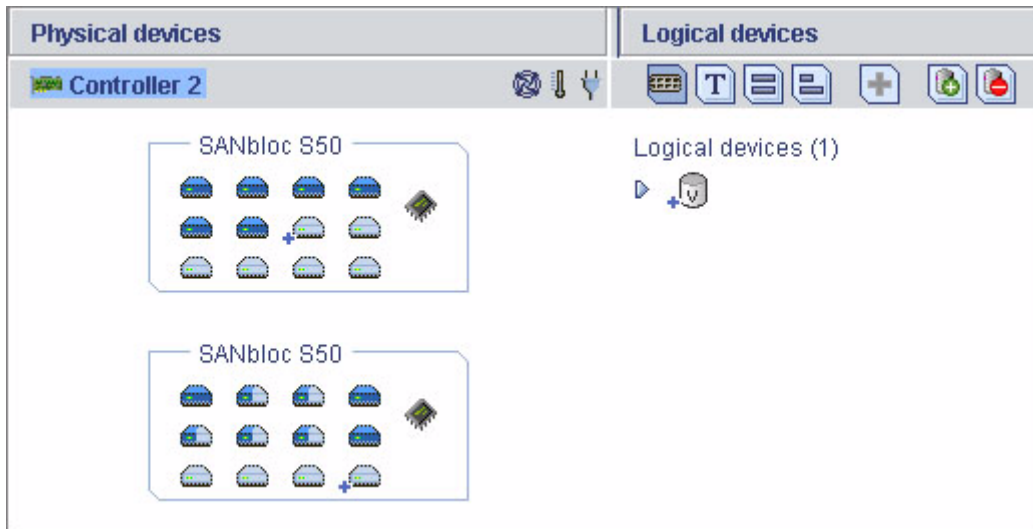 Physical devices
Logical devices
Controller 2
T
SANbloc S50
Logical devices (1)
V
SANbloc S50